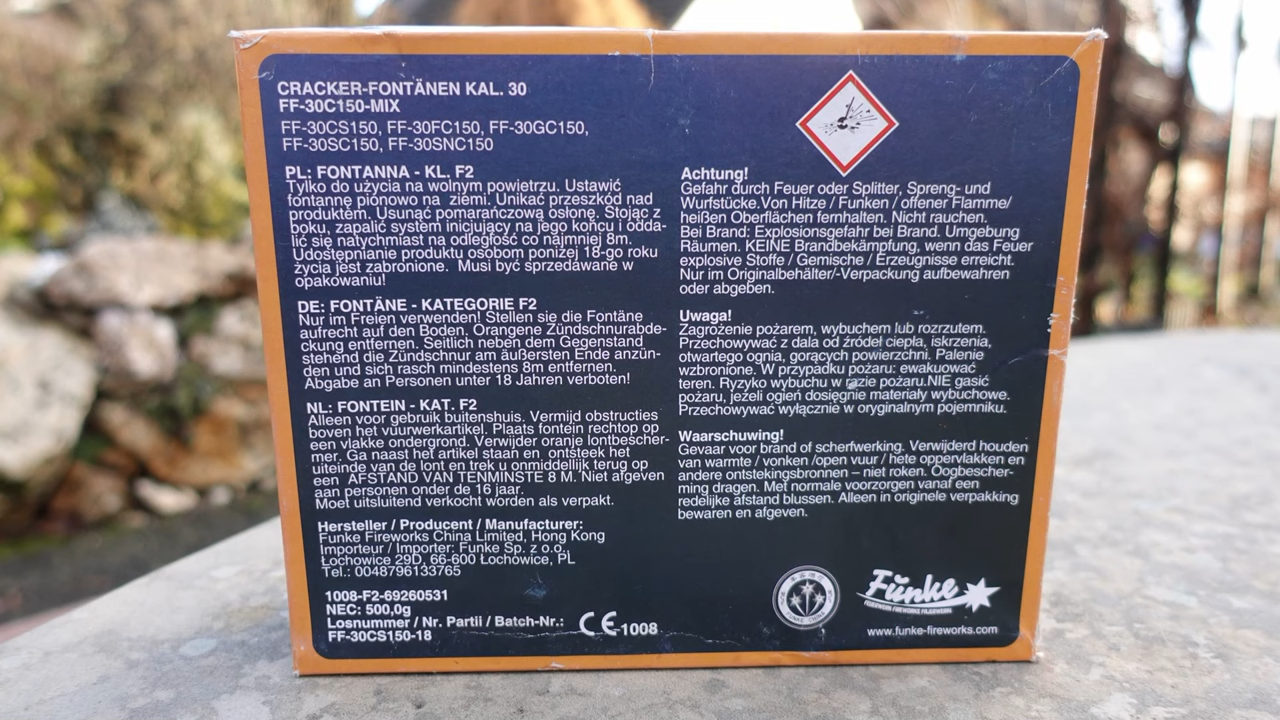 CRACKER-FONTÄNEN KAL. 30
FF-30C150-MIX
FF-30CS150, FF-30FC150, FF-30GC150,
FF-30SC150, FF-30SNC150
PL: FONTANNA - KL. F2
Tylko do użycia na wolnym powietrzu. Ustawić
fontannę pionowo na ziemi. Unikać przeszkód nad
produktem. Usunąć pomarańczową osłonę. Stojąc z
boku, zapalić system inicjujący na jego końcu i odda-
lić się natychmiast na odległość co najmniej 8m.
Udostępnianie produktu osobom poniżej 18-go roku
życia jest zabronione. Musi być sprzedawane w
opakowaniu!
DE: FONTÄNE - KATEGORIE F2
Nur im Freien verwenden! Stellen sie die Fontäne
aufrecht auf den Boden. Orangene Zündschnurabde-
ckung entfernen. Seitlich neben dem Gegenstand
stehend die Zündschnur am äußersten Ende anzün-
den und sich rasch mindestens 8m entfernen.
Abgabe an Personen unter 18 Jahren verboten!
NL: FONTEIN - KAT. F2
Alleen voor gebruik buitenshuis. Vermijd obstructies
boven het vuurwerkartikel. Plaats fontein rechtop op
een vlakke ondergrond. Verwijder oranje lontbescher-
mer. Ga naast het artikel staan en ontsteek het
uiteinde van de lont en trek u onmiddellijk terug op
een AFSTAND VAN TENMINSTE 8 M. Niet afgeven
aan personen onder de 16 jaar.
Moet uitsluitend verkocht worden als verpakt.
Hersteller / Producent / Manufacturer:
Funke Fireworks China Limited, Hong Kong
Importeur / Importer: Funke Sp. z o.o.
Łochowice 29D, 66-600 Łochowice, PL
Tel.: 0048796133765
1008-F2-69260531
NEC: 500,0g
Losnummer / Nr. Partii / Batch-Nr.:
FF-30CS150-18
CE-1008
Achtung!
Gefahr durch Feuer oder Splitter, Spreng- und
Wurfstücke.Von Hitze / Funken / offener Flamme/
heißen Oberflächen fernhalten. Nicht rauchen.
Bei Brand: Explosionsgefahr bei Brand. Umgebung
Räumen. KEINE Brandbekämpfung, wenn das Feuer
explosive Stoffe / Gemische / Erzeugnisse erreicht.
Nur im Originalbehälter/-Verpackung aufbewahren
oder abgeben.
Uwaga!
Zagrożenie pożarem, wybuchem lub rozrzutem.
Przechowywać z dala od źródeł ciepła, iskrzenia,
otwartego ognia, gorących powierzchni. Palenie
wzbronione. W przypadku pożaru: ewakuować
teren. Ryzyko wybuchu w razie pożaru.NIE gasić
pożaru, jeżeli ogień dosięgnie materiały wybuchowe.
Przechowywać wyłącznie w oryginalnym pojemniku.
Waarschuwing!
Gevaar voor brand of scherfwerking. Verwijderd houden
van warmte / vonken /open vuur / hete oppervlakken en
andere ontstekingsbronnen – niet roken. Oogbescher-
ming dragen. Met normale voorzorgen vanaf een
redelijke afstand blussen. Alleen in originele verpakking
bewaren en afgeven.
FUNKE CHINA
Fŭnke
FEUERWERK FIREWORKS FAJERWERKI
www.funke-fireworks.com